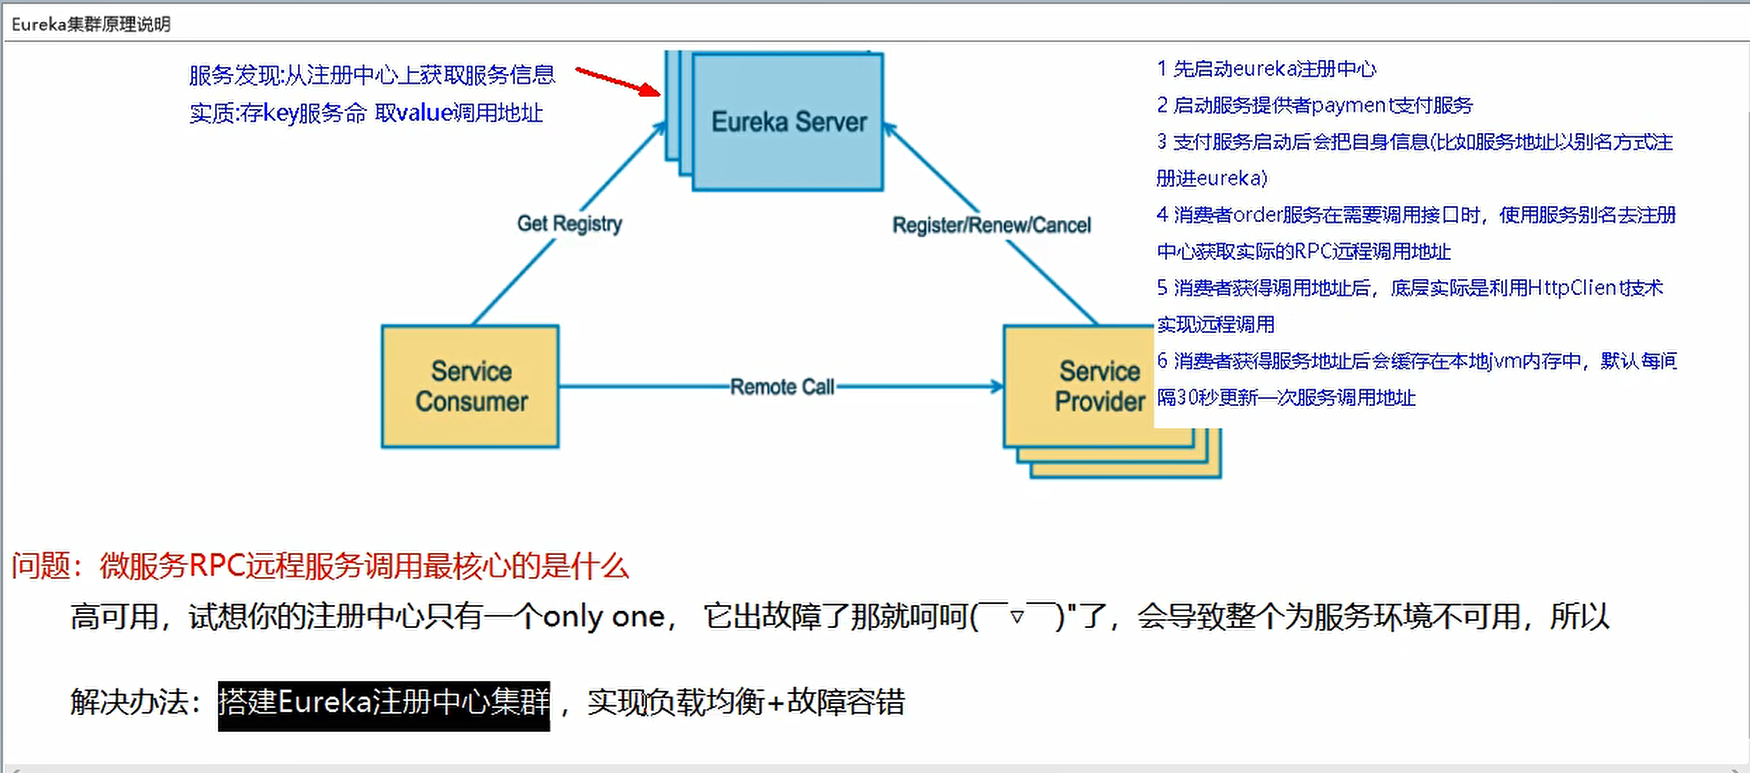 Eureka集群原理说明
服务发现:从注册中心上获取服务信息
实质:存key服务命 取value调用地址
Eureka Server
Get Registry
Register/Renew/Cancel
Service
Consumer
Remote Call
Service
Provider
1 先启动eureka注册中心
2 启动服务提供者payment支付服务
3 支付服务启动后会把自身信息(比如服务地址以别名方式注
册进eureka)
4 消费者order服务在需要调用接口时，使用服务别名去注册
中心获取实际的RPC远程调用地址
5 消费者获得调用地址后，底层实际是利用HttpClient技术
实现远程调用
6 消费者获得服务地址后会缓存在本地jvm内存中，默认每间
隔30秒更新一次服务调用地址
问题：微服务RPC远程服务调用最核心的是什么
高可用，试想你的注册中心只有一个only one， 它出故障了那就呵呵(￣▽￣)"了，会导致整个为服务环境不可用，所以
解决办法：搭建Eureka注册中心集群 ，实现负载均衡+故障容错